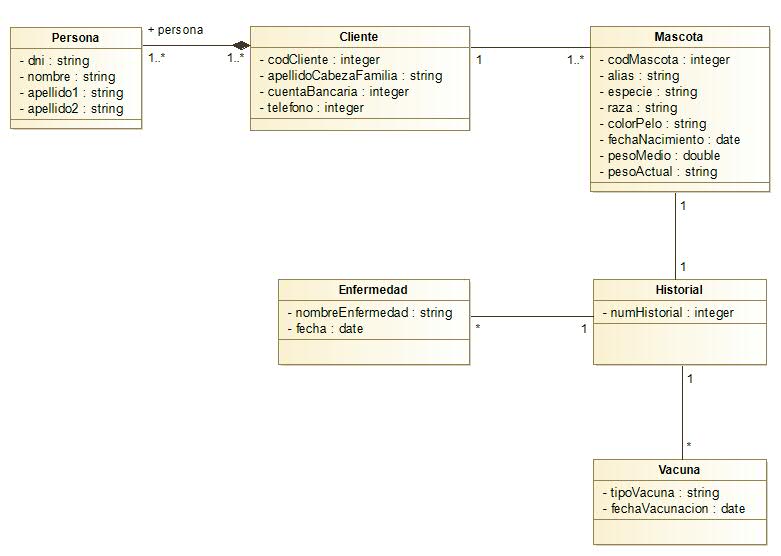 Persona
- dni : string
- nombre : string
- apellido1 : string
- apellido2 : string
+ persona
1..*
1..*
Cliente
- codCliente : integer
- apellidoCabezaFamilia : string
- cuentaBancaria : integer
- telefono : integer
1
1..*
Mascota
- codMascota : integer
- alias : string
- especie : string
- raza : string
- colorPelo : string
- fechaNacimiento : date
- pesoMedio : double
- pesoActual : string
1
1
Enfermedad
- nombreEnfermedad : string
- fecha : date
*
1
Historial
- numHistorial : integer
1
*
Vacuna
- tipoVacuna : string
- fechaVacunacion : date